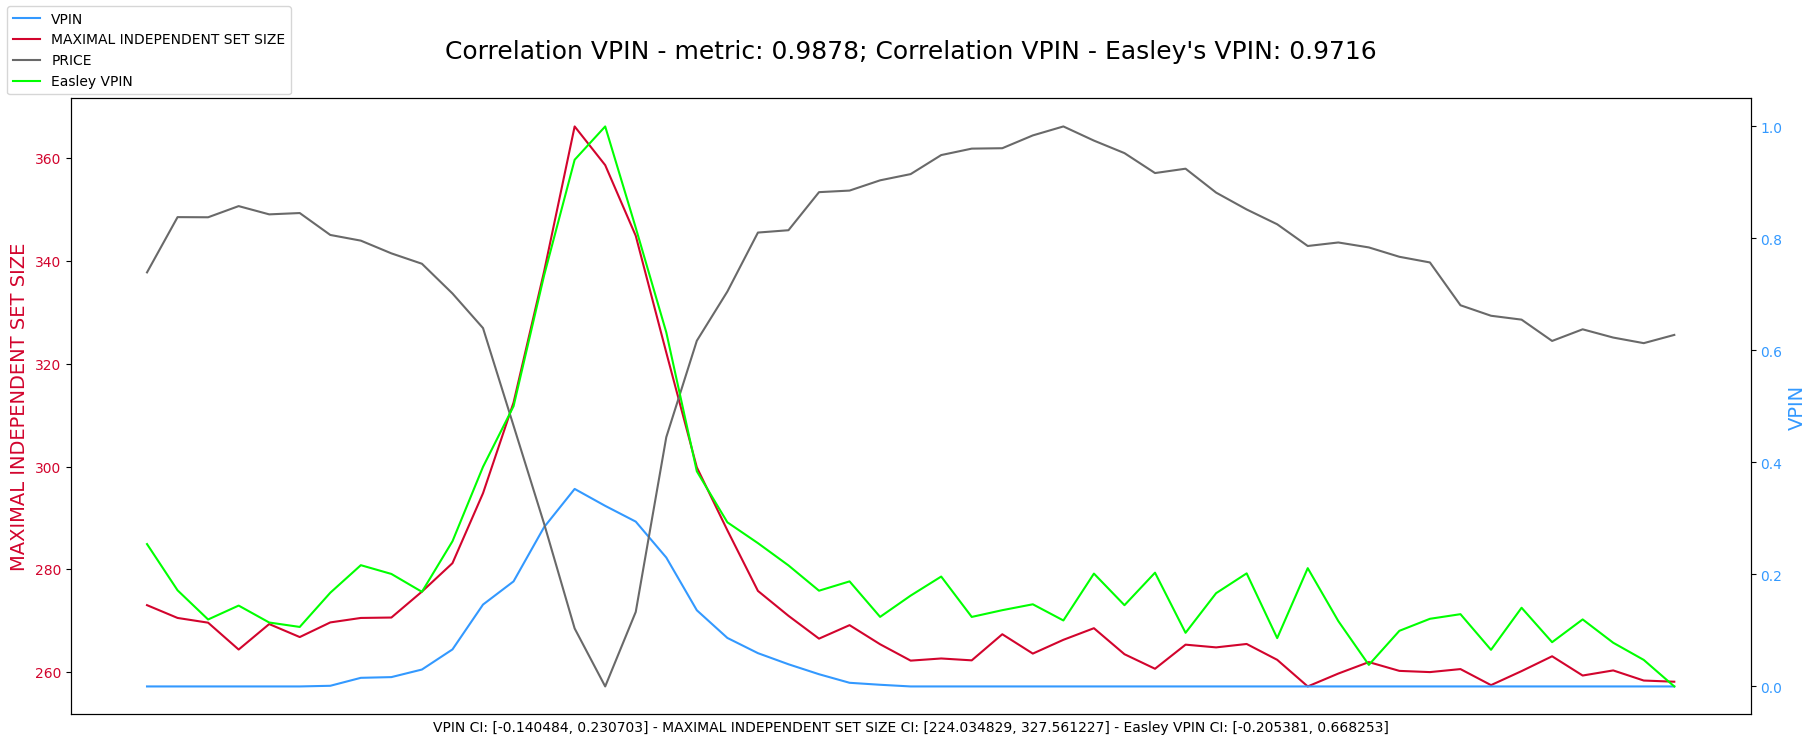 VPIN
MAXIMAL INDEPENDENT SET SIZE
PRICE
Easley VPIN
Correlation VPIN - metric: 0.9878; Correlation VPIN - Easley's VPIN: 0.9716
MAXIMAL INDEPENDENT SET SIZE
360
340
320
300
280
260
1.0
0.8
0.6
0.4
0.2
0.0
VPIN
VPIN CI: [-0.140484, 0.230703] - MAXIMAL INDEPENDENT SET SIZE CI: [224.034829, 327.561227] - Easley VPIN CI: [-0.205381, 0.668253]